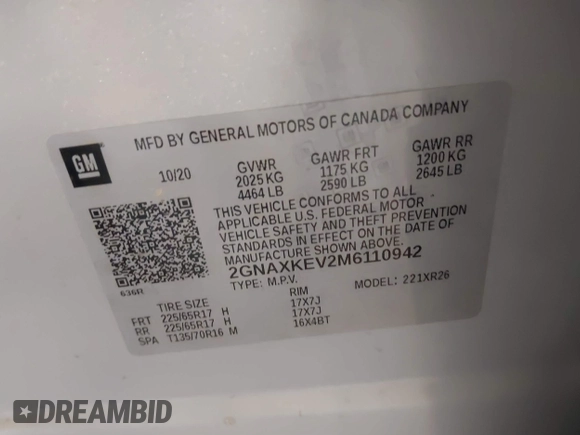 GM
MFD BY GENERAL MOTORS OF CANADA COMPANY
10/20 GVWR GAWR FRT GAWR RR
2025 KG 1175 KG 1200 KG
4464 LB 2590 LB 2645 LB
THIS VEHICLE CONFORMS TO ALL
APPLICABLE U.S. FEDERAL MOTOR
VEHICLE SAFETY AND THEFT PREVENTION
STANDARDS IN EFFECT ON THE DATE OF
MANUFACTURE SHOWN ABOVE.
2GNAXKEV2M6110942
636R TYPE: M.P.V. MODEL: 221XR26
TIRE SIZE RIM
FRT 225/65R17 H 17X7J
RR 225/65R17 H 17X7J
SPA T135/70R16 M 16X4BT
DREAMBID